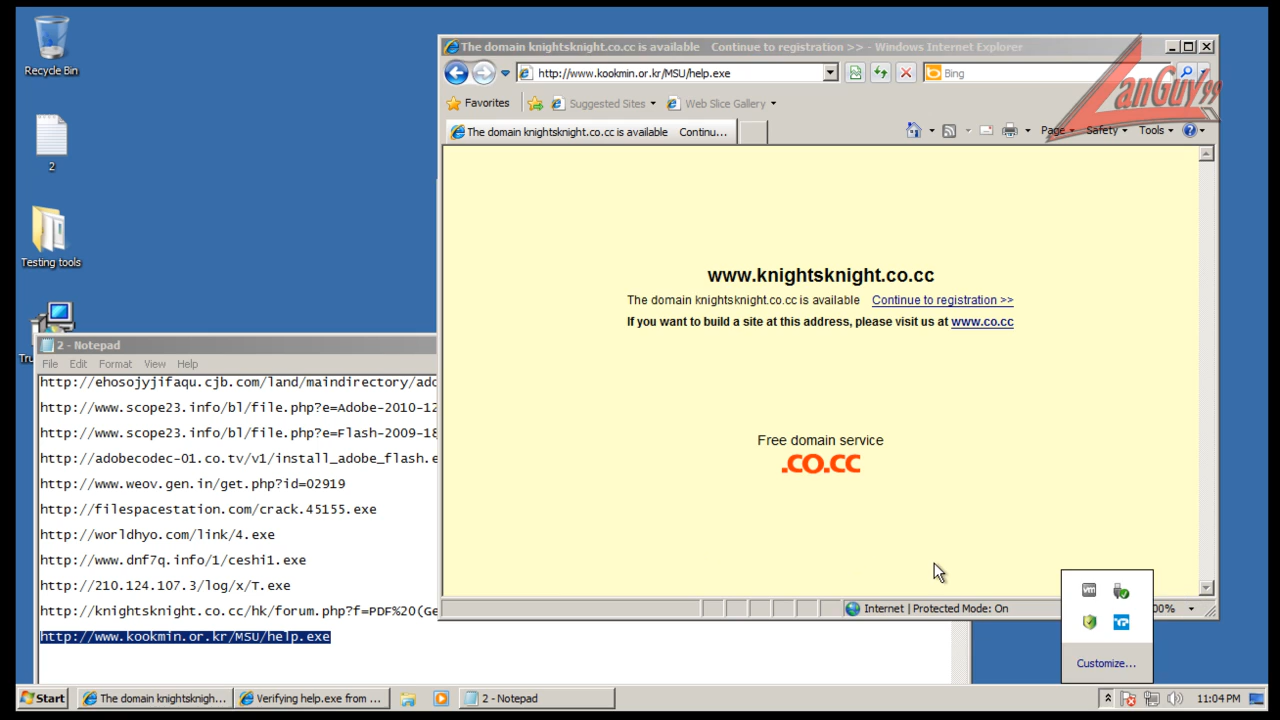 Recycle Bin
2
Testing tools
Tru
The domain knightsknight.co.cc is available   Continue to registration >> - Windows Internet Explorer
http://www.kookmin.or.kr/MSU/help.exe
Bing
Favorites
Suggested Sites
Web Slice Gallery
The domain knightsknight.co.cc is available   Continu...
Page
Safety
Tools
LanGuy99
www.knightsknight.co.cc
The domain knightsknight.co.cc is available   Continue to registration >>
If you want to build a site at this address, please visit us at www.co.cc
Free domain service
.co.cc
Internet | Protected Mode: On
00%
Customize...
2 - Notepad
File Edit Format View Help
http://ehosojyjifaqu.cjb.com/land/maindirectory/ado
http://www.scope23.info/bl/file.php?e=Adobe-2010-12
http://www.scope23.info/bl/file.php?e=Flash-2009-18
http://adobecodec-01.co.tv/v1/install_adobe_flash.e
http://www.weov.gen.in/get.php?id=02919
http://filespacestation.com/crack.45155.exe
http://worldhyo.com/link/4.exe
http://www.dnf7q.info/1/ceshi1.exe
http://210.124.107.3/log/x/T.exe
http://knightsknight.co.cc/hk/forum.php?f=PDF%20(Ge
http://www.kookmin.or.kr/MSU/help.exe
Start
The domain knightsknigh...
Verifying help.exe from ...
2 - Notepad
11:04 PM